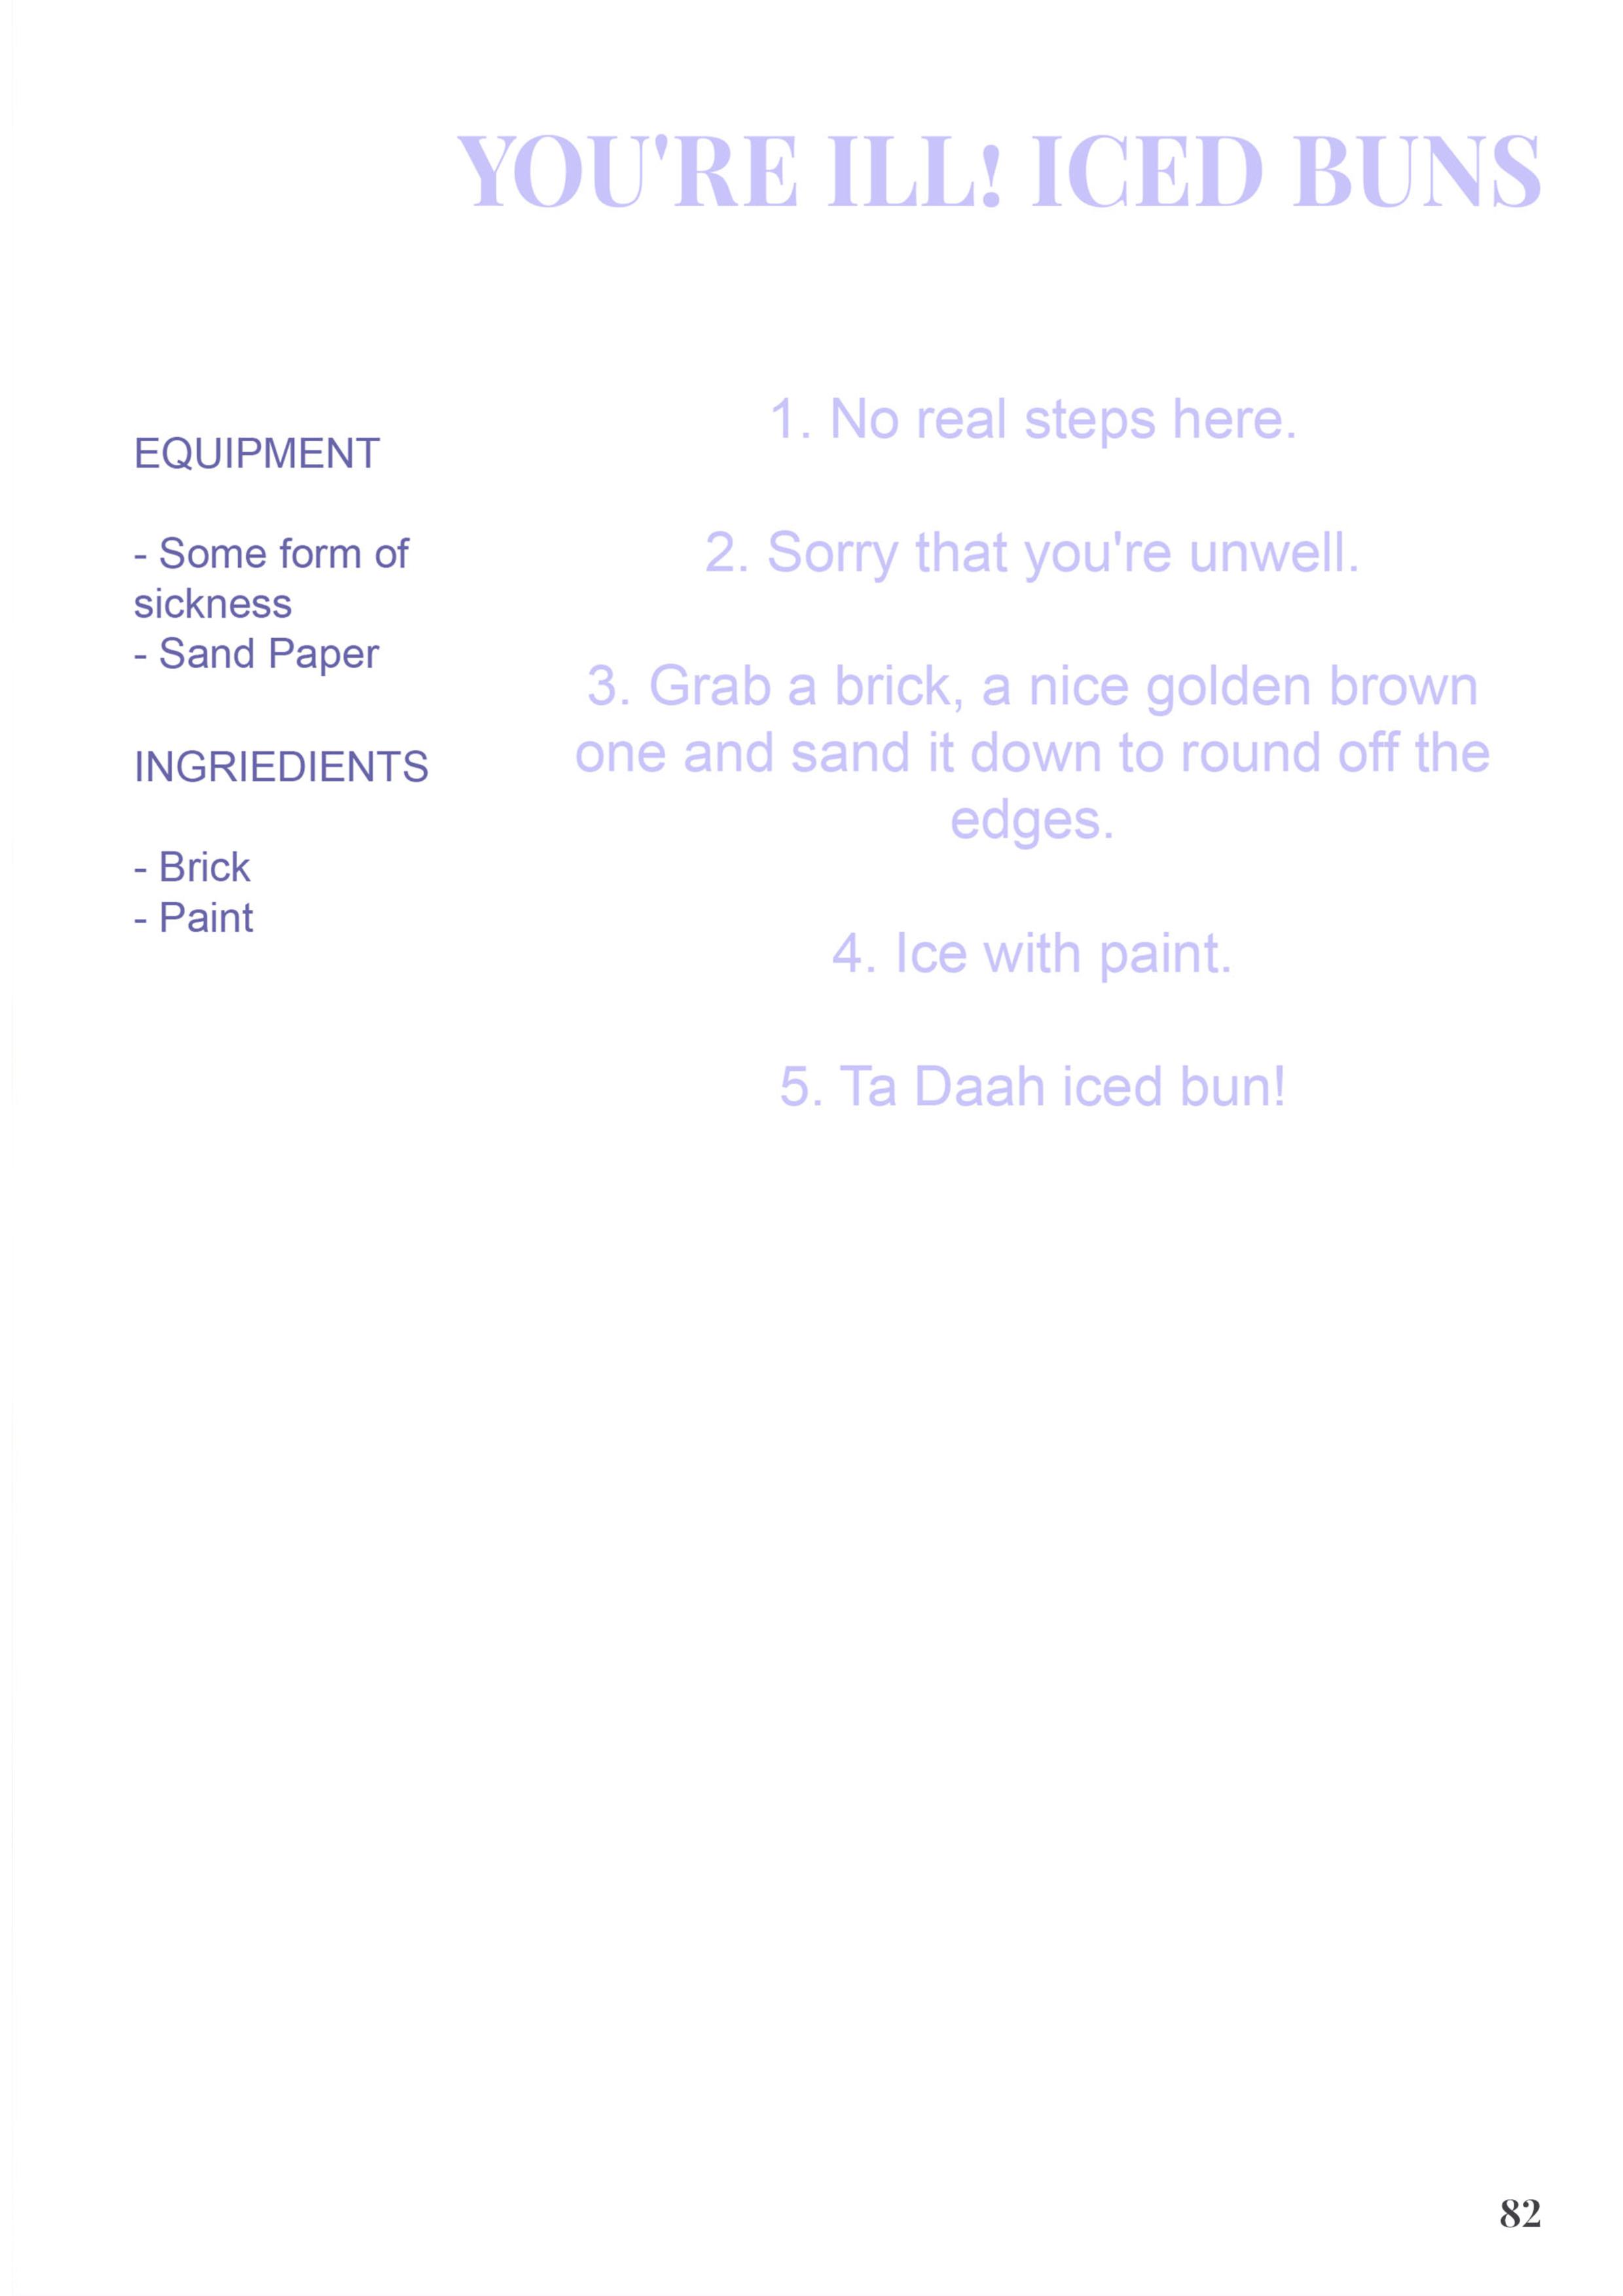 YOU'RE ILL! ICED BUNS
EQUIPMENT
- Some form of
sickness
- Sand Paper
INGRIEDIENTS
- Brick
- Paint
1. No real steps here.
2. Sorry that you're unwell.
3. Grab a brick, a nice golden brown
one and sand it down to round off the
edges.
4. Ice with paint.
5. Ta Daah iced bun!
82